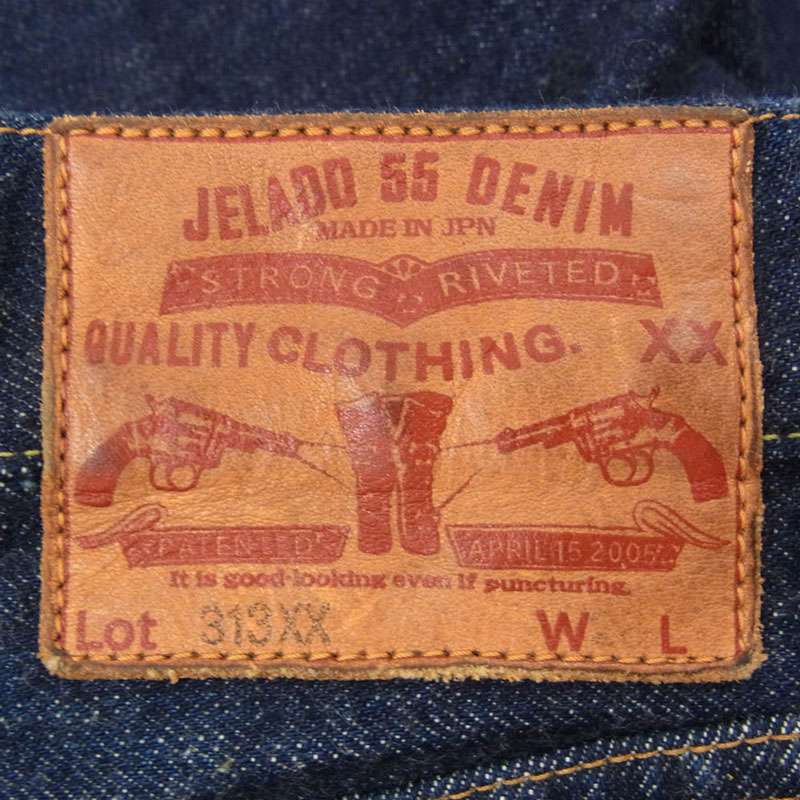 JELADO 55 DENIM
MADE IN JPN
STRONG RIVETED
QUALITY CLOTHING. XX
PATENTED APRIL 15 2005
It is good-looking even if puncturing.
Lot 313XX W L